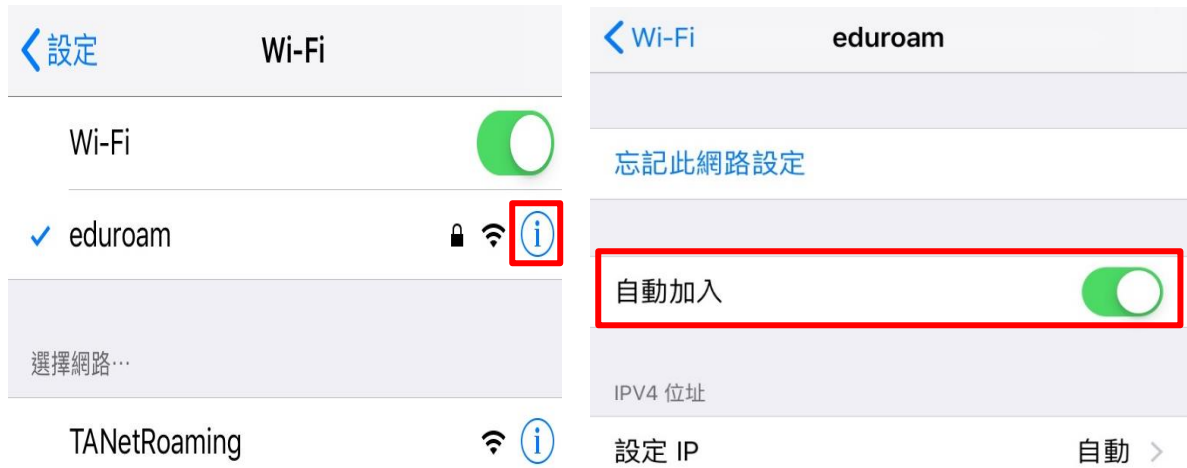 設定
Wi-Fi
Wi-Fi
eduroam
選擇網路…
TANetRoaming
Wi-Fi
eduroam
忘記此網路設定
自動加入
IPV4 位址
設定 IP 自動